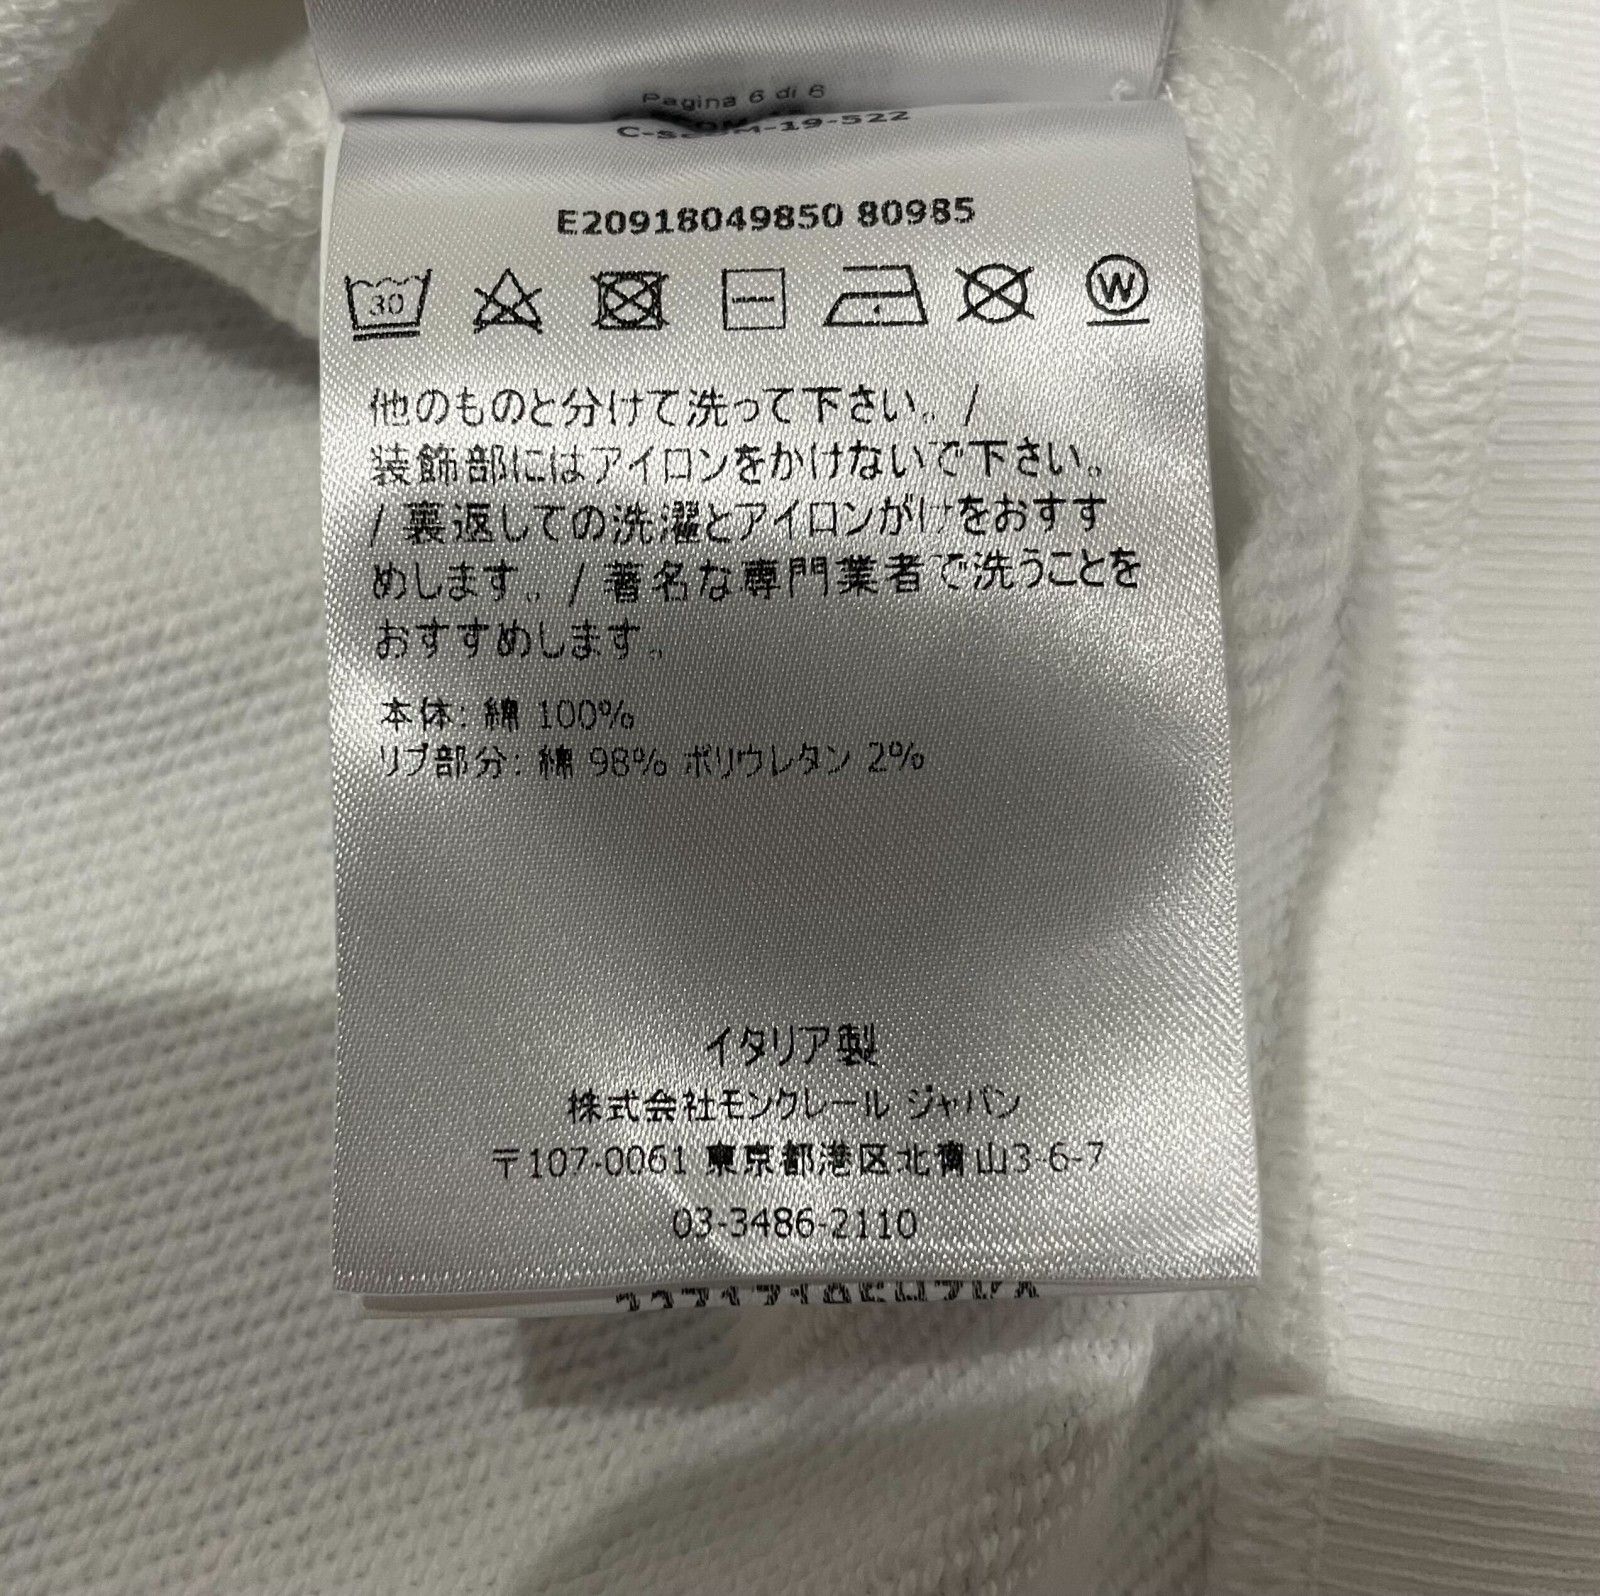 Pagina 6 di 6
E20918049850 80985
30
W
他のものと分けて洗って下さい。/
装飾部にはアイロンをかけないで下さい。
/ 裏返しての洗濯とアイロンがけをおすす
めします。/ 著名な専門業者で洗うことを
おすすめします。
本体: 綿 100%
リブ部分: 綿 98% ポリウレタン 2%
イタリア製
株式会社モンクレール ジャパン
〒107-0061 東京都港区北青山3-6-7
03-3486-2110